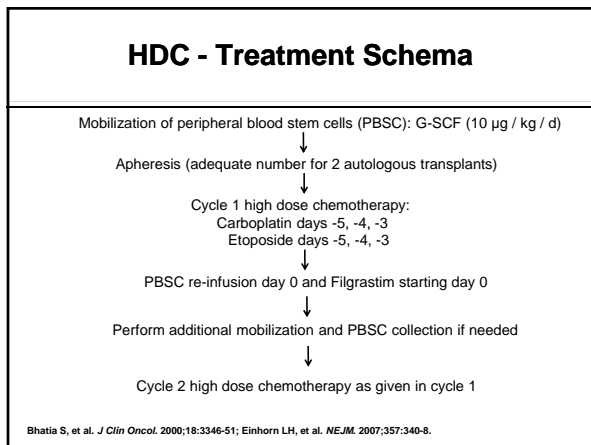 HDC - Treatment Schema
Mobilization of peripheral blood stem cells (PBSC): G-SCF (10 µg / kg / d)
Apheresis (adequate number for 2 autologous transplants)
Cycle 1 high dose chemotherapy:
Carboplatin days -5, -4, -3
Etoposide days -5, -4, -3
PBSC re-infusion day 0 and Filgrastim starting day 0
Perform additional mobilization and PBSC collection if needed
Cycle 2 high dose chemotherapy as given in cycle 1
Bhatia S, et al. J Clin Oncol. 2000;18:3346-51; Einhorn LH, et al. NEJM. 2007;357:340-8.